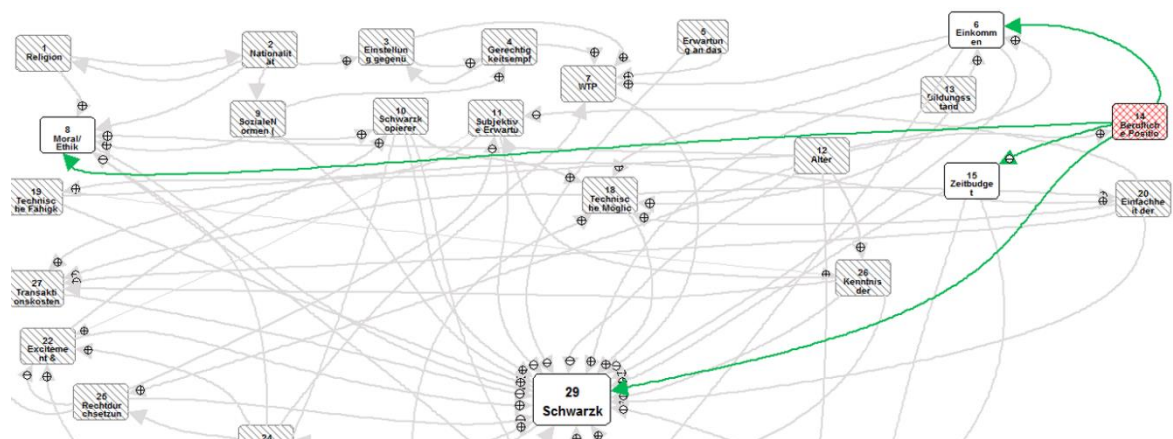 1
Religion
2
Nationalit
ät
3
Einstellun
g gegenü
4
Gerechtig
keitsempf
5
Erwartun
g an das
6
Einkomm
en
7
WTP
8
Moral/
Ethik
9
SozialeN
ormen (
10
Schwarzk
opierer
11
Subjektiv
e Erwartu
12
Alter
13
Bildungss
tand
14
Beruflich
e Positio
15
Zeitbudge
t
18
Technisc
he Möglic
19
Technisc
he Fähigk
20
Einfachhe
it der
27
Transakti
onskosten
26
Kenntnis
der
22
Exciteme
nt &
25
Rechtdur
chsetzun
29
Schwarzk
24